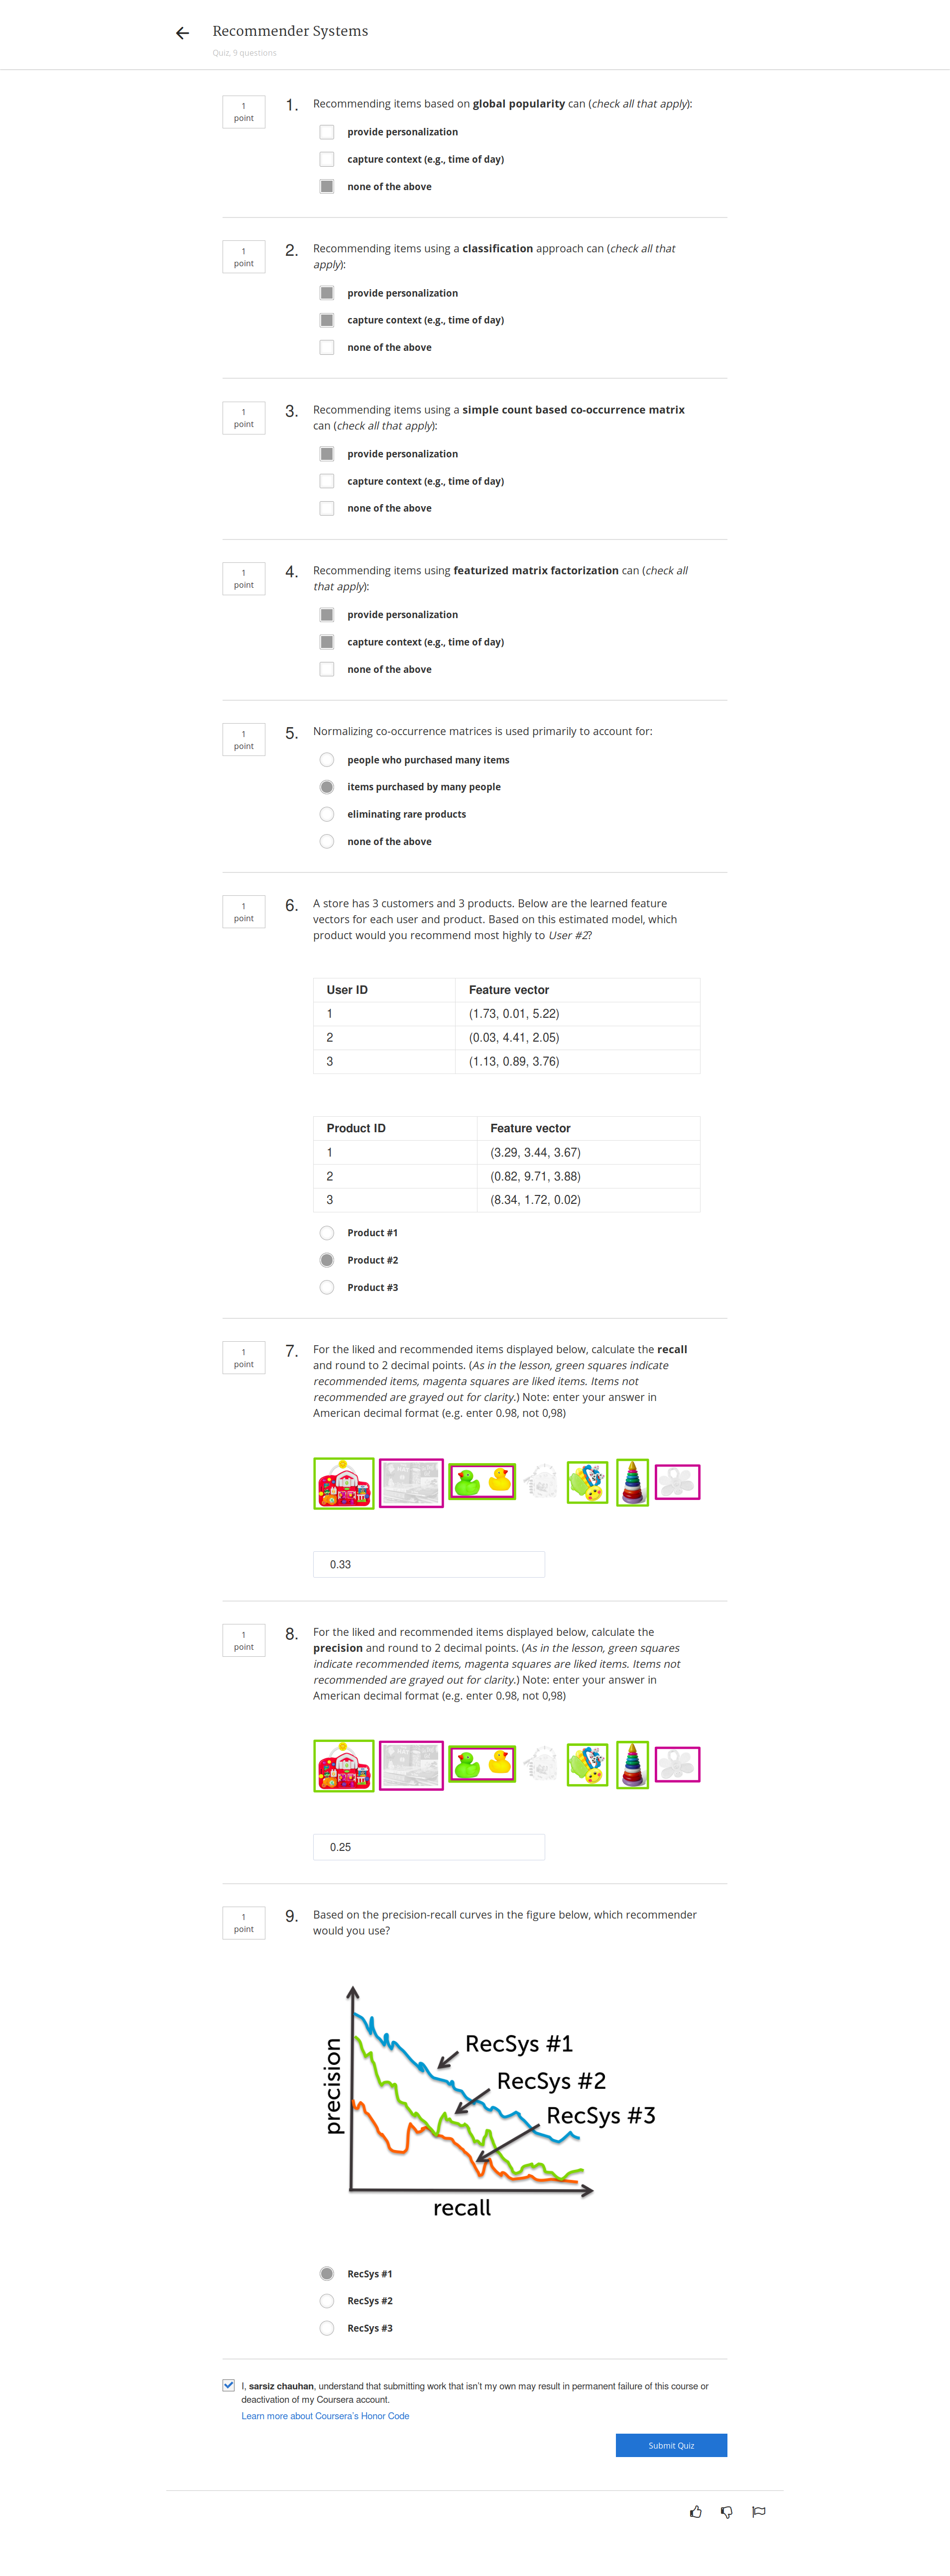 Recommender Systems
Quiz, 9 questions
1
point
1.
Recommending items based on global popularity can (check all that apply):
provide personalization
capture context (e.g., time of day)
none of the above
1
point
2.
Recommending items using a classification approach can (check all that
apply):
provide personalization
capture context (e.g., time of day)
none of the above
1
point
3.
Recommending items using a simple count based co-occurrence matrix
can (check all that apply):
provide personalization
capture context (e.g., time of day)
none of the above
1
point
4.
Recommending items using featurized matrix factorization can (check all
that apply):
provide personalization
capture context (e.g., time of day)
none of the above
1
point
5.
Normalizing co-occurrence matrices is used primarily to account for:
people who purchased many items
items purchased by many people
eliminating rare products
none of the above
1
point
6.
A store has 3 customers and 3 products. Below are the learned feature
vectors for each user and product. Based on this estimated model, which
product would you recommend most highly to User #2?
User ID Feature vector
1 (1.73, 0.01, 5.22)
2 (0.03, 4.41, 2.05)
3 (1.13, 0.89, 3.76)
Product ID Feature vector
1 (3.29, 3.44, 3.67)
2 (0.82, 9.71, 3.88)
3 (8.34, 1.72, 0.02)
Product #1
Product #2
Product #3
1
point
7.
For the liked and recommended items displayed below, calculate the recall
and round to 2 decimal points. (As in the lesson, green squares indicate
recommended items, magenta squares are liked items. Items not
recommended are grayed out for clarity.) Note: enter your answer in
American decimal format (e.g. enter 0.98, not 0,98)
0.33
1
point
8.
For the liked and recommended items displayed below, calculate the
precision and round to 2 decimal points. (As in the lesson, green squares
indicate recommended items, magenta squares are liked items. Items not
recommended are grayed out for clarity.) Note: enter your answer in
American decimal format (e.g. enter 0.98, not 0,98)
0.25
1
point
9.
Based on the precision-recall curves in the figure below, which recommender
would you use?
precision
RecSys #1
RecSys #2
RecSys #3
recall
RecSys #1
RecSys #2
RecSys #3
I, sarsiz chauhan, understand that submitting work that isn't my own may result in permanent failure of this course or
deactivation of my Coursera account.
Learn more about Coursera's Honor Code
Submit Quiz